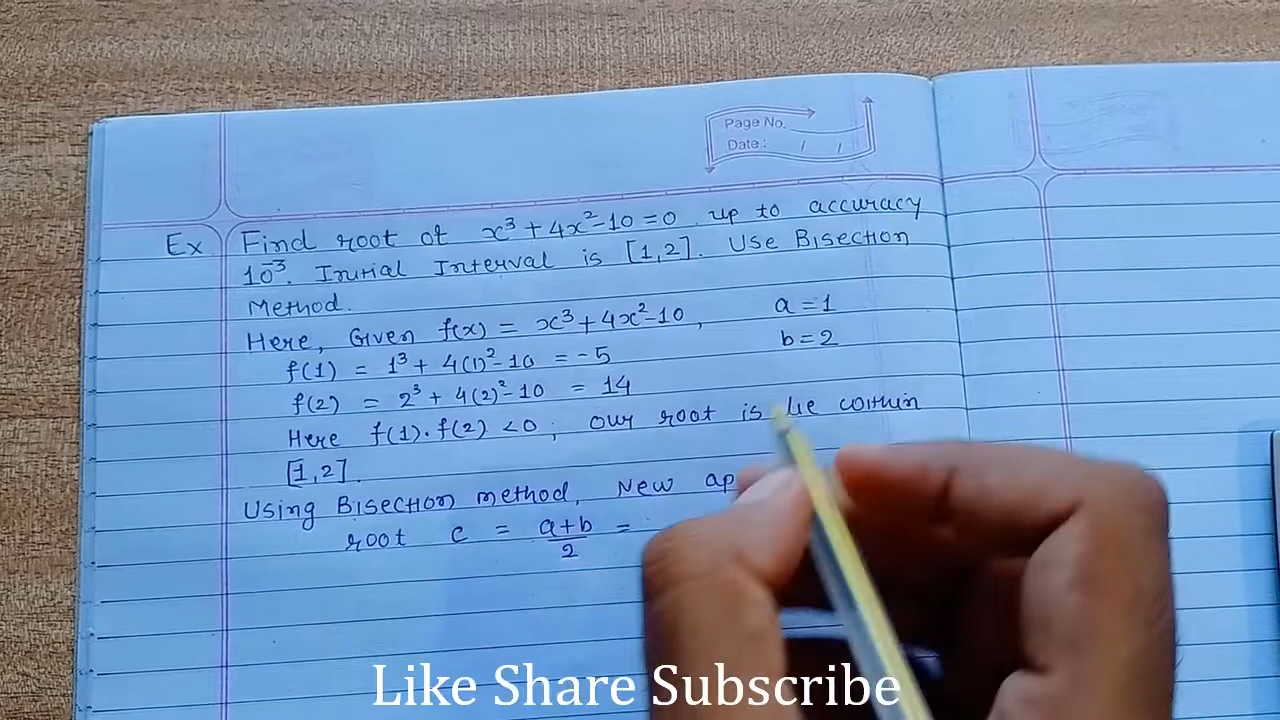 Page No.
Date : / /
Ex Find root of x³ + 4x² - 10 = 0 up to accuracy
10⁻³. Initial Interval is [1,2]. Use Bisection
Method.
Here, Given f(x) = x³ + 4x² - 10, a = 1
f(1) = 1³ + 4(1)² - 10 = -5 b = 2
f(2) = 2³ + 4(2)² - 10 = 14
Here f(1). f(2) < 0, our root is lie within
[1,2].
Using Bisection method, New
root c = a+b/2 =
Like Share Subscribe